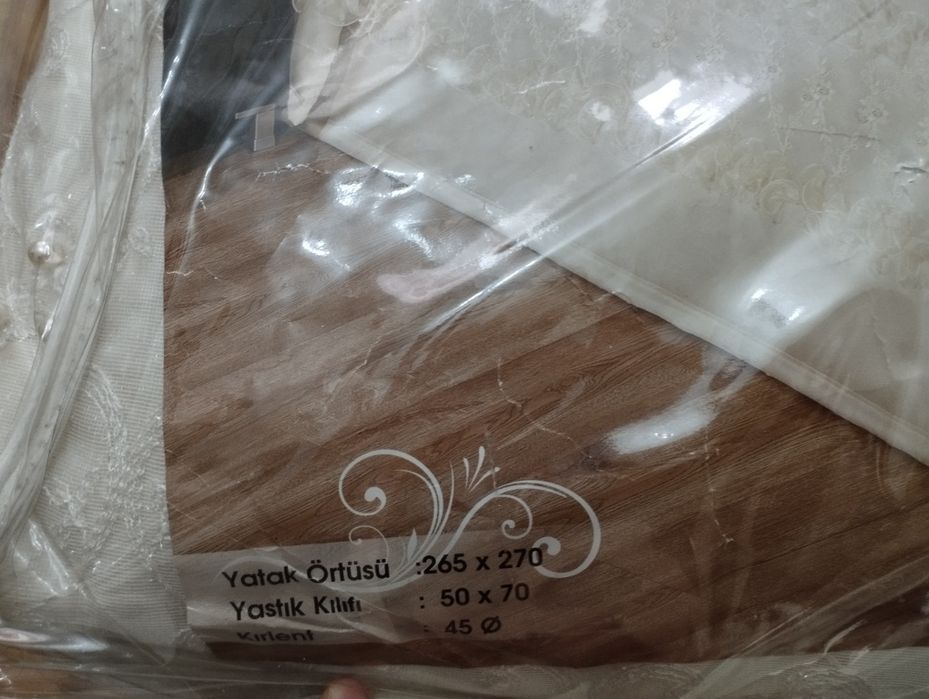 Yatak Örtüsü :265 x 270
Yastık Kılıfı : 50 x 70
Kırlent : 45 Ø